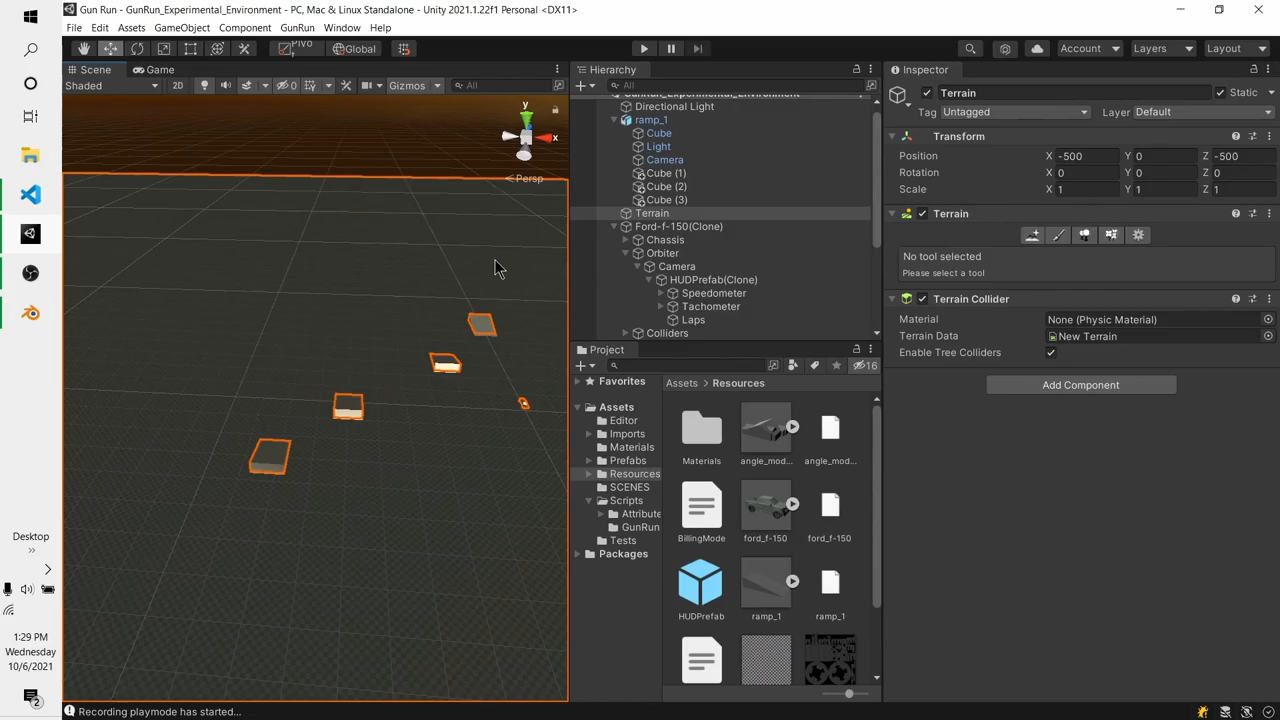 Gun Run - GunRun_Experimental_Environment - PC, Mac & Linux Standalone - Unity 2021.1.22f1 Personal <DX11>
File Edit Assets GameObject Component GunRun Window Help
Pivot Global Account Layers Layout
Scene Game
Shaded 2D 0 Gizmos All
y
x
< Persp
Hierarchy
All
GunRun_Experimental_Environment
Directional Light
ramp_1
Cube
Light
Camera
Cube (1)
Cube (2)
Cube (3)
Terrain
Ford-f-150(Clone)
Chassis
Orbiter
Camera
HUDPrefab(Clone)
Speedometer
Tachometer
Laps
Colliders
Project
16
Favorites
Assets
Editor
Imports
Materials
Prefabs
Resources
SCENES
Scripts
Attribute
GunRun
Tests
Packages
Assets > Resources
Materials
angle_mod...
angle_mod...
BillingMode
ford_f-150
ford_f-150
HUDPrefab
ramp_1
ramp_1
Inspector
Terrain Static
Tag Untagged Layer Default
Transform
Position X -500 Y 0 Z -500
Rotation X 0 Y 0 Z 0
Scale X 1 Y 1 Z 1
Terrain
No tool selected
Please select a tool
Terrain Collider
Material None (Physic Material)
Terrain Data New Terrain
Enable Tree Colliders
Add Component
Desktop
1:29 PM
Wednesday
10/6/2021
2
Recording playmode has started...